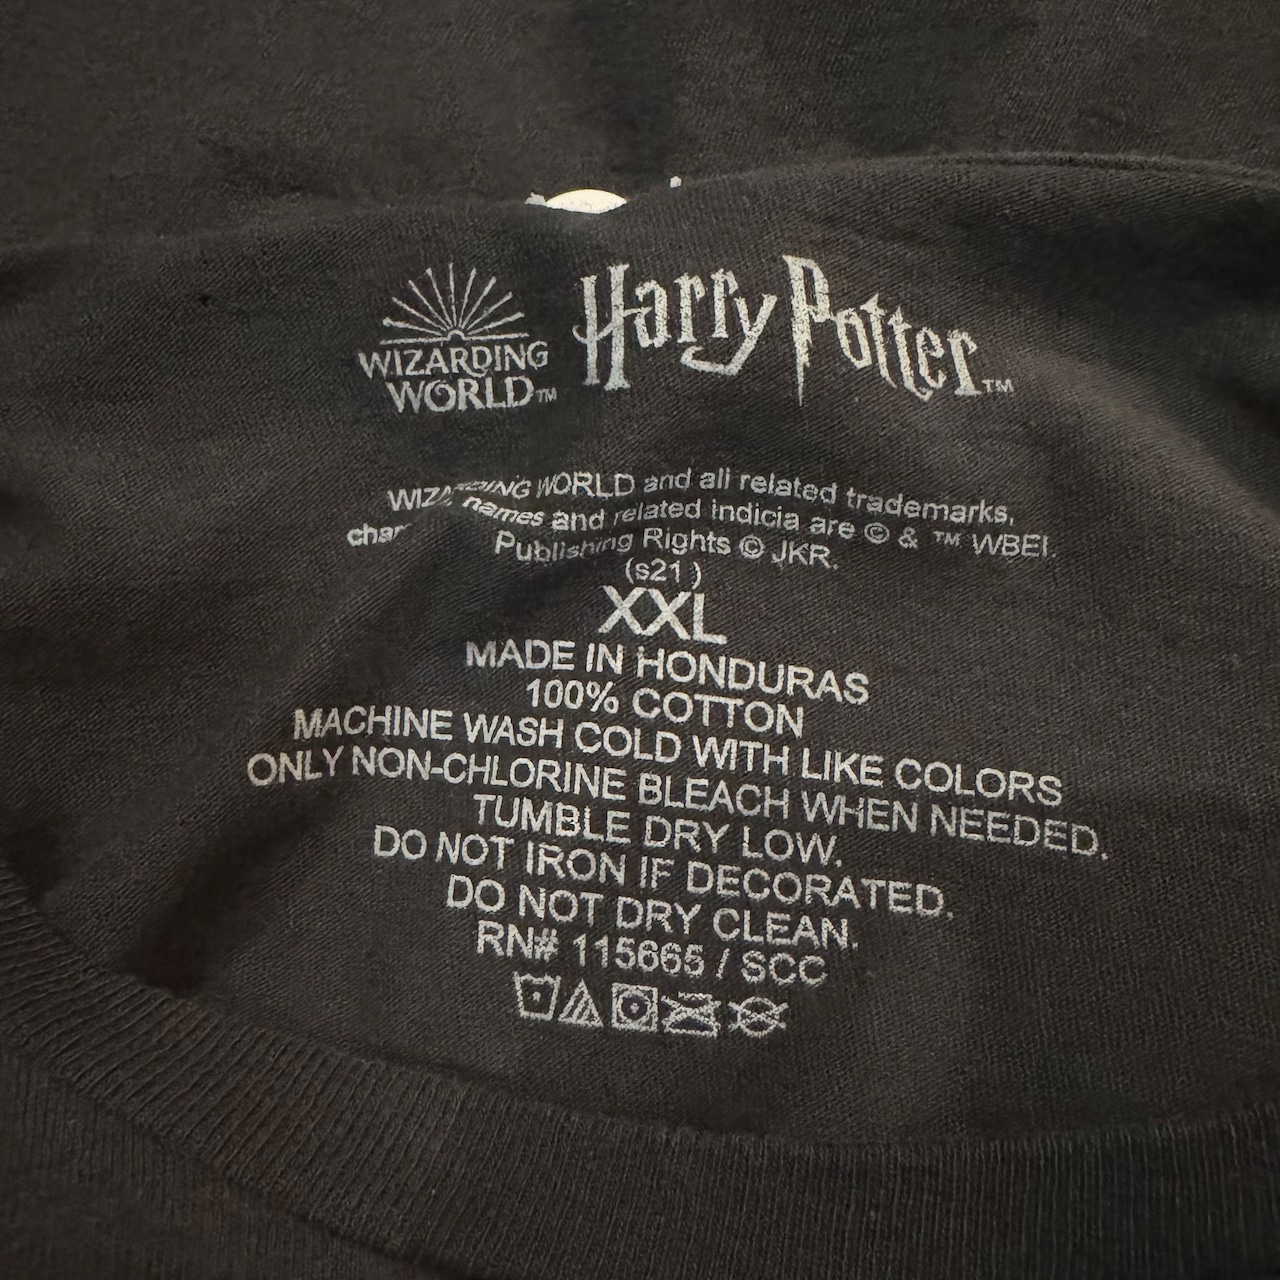 WIZARDING
WORLD™
Harry Potter™
WIZARDING WORLD and all related trademarks,
names and related indicia are © & ™ WBEI.
Publishing Rights © JKR.
(s21 )
XXL
MADE IN HONDURAS
100% COTTON
MACHINE WASH COLD WITH LIKE COLORS
ONLY NON-CHLORINE BLEACH WHEN NEEDED.
TUMBLE DRY LOW.
DO NOT IRON IF DECORATED.
DO NOT DRY CLEAN.
RN# 115665 / SCC